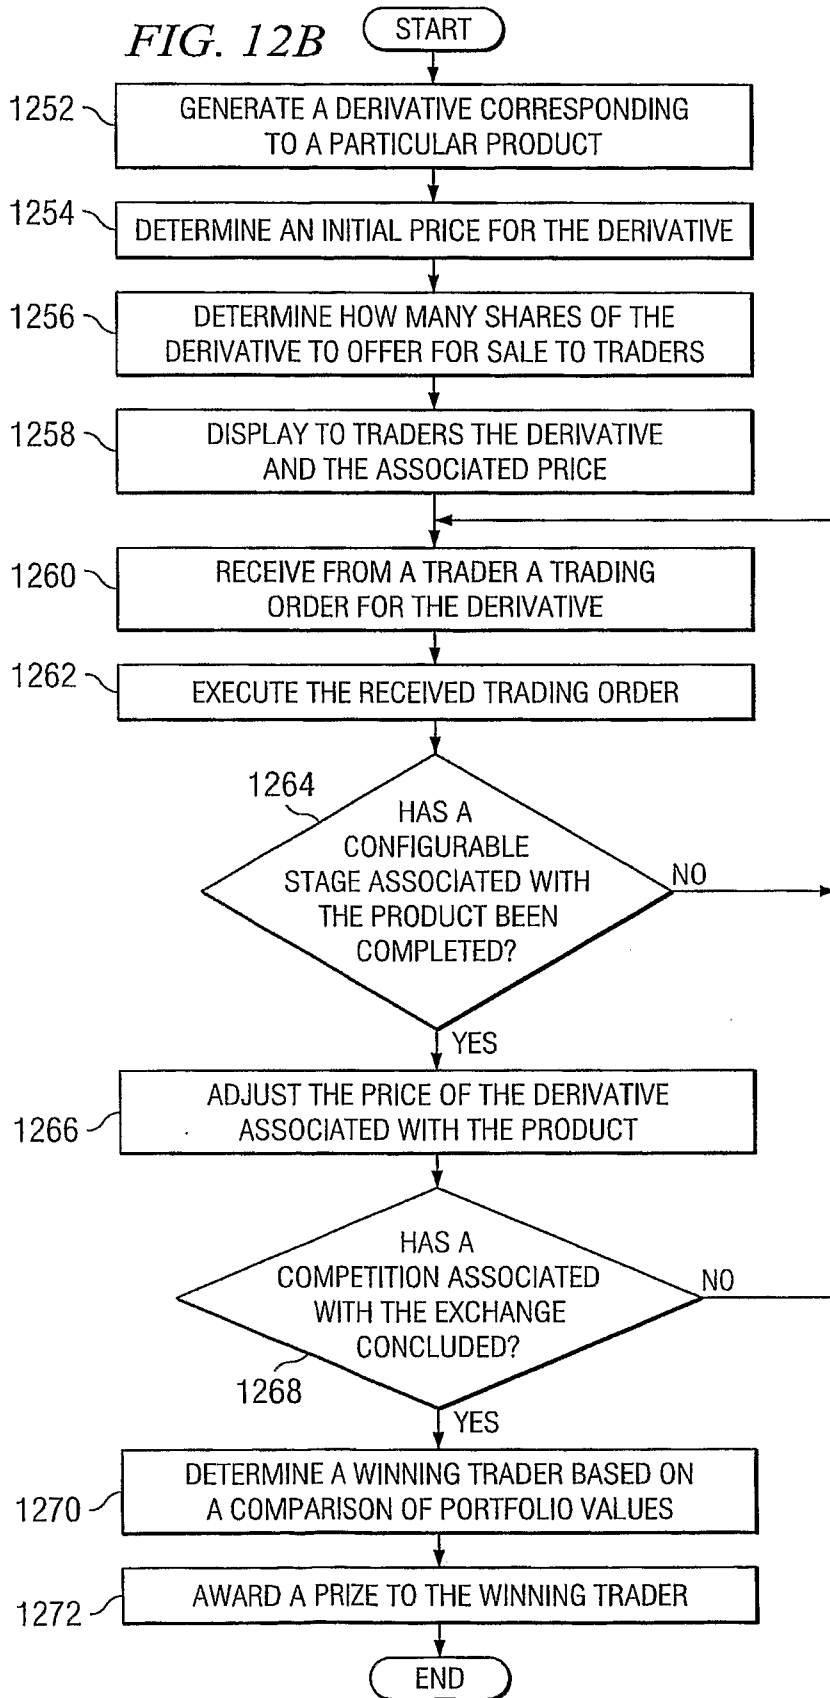 FIG. 12B
START
1252
GENERATE A DERIVATIVE CORRESPONDING
TO A PARTICULAR PRODUCT
1254
DETERMINE AN INITIAL PRICE FOR THE DERIVATIVE
1256
DETERMINE HOW MANY SHARES OF THE
DERIVATIVE TO OFFER FOR SALE TO TRADERS
1258
DISPLAY TO TRADERS THE DERIVATIVE
AND THE ASSOCIATED PRICE
1260
RECEIVE FROM A TRADER A TRADING
ORDER FOR THE DERIVATIVE
1262
EXECUTE THE RECEIVED TRADING ORDER
1264
HAS A
CONFIGURABLE
STAGE ASSOCIATED WITH
THE PRODUCT BEEN
COMPLETED?
NO
YES
1266
ADJUST THE PRICE OF THE DERIVATIVE
ASSOCIATED WITH THE PRODUCT
HAS A
COMPETITION ASSOCIATED
WITH THE EXCHANGE
CONCLUDED?
NO
1268
YES
1270
DETERMINE A WINNING TRADER BASED ON
A COMPARISON OF PORTFOLIO VALUES
1272
AWARD A PRIZE TO THE WINNING TRADER
END